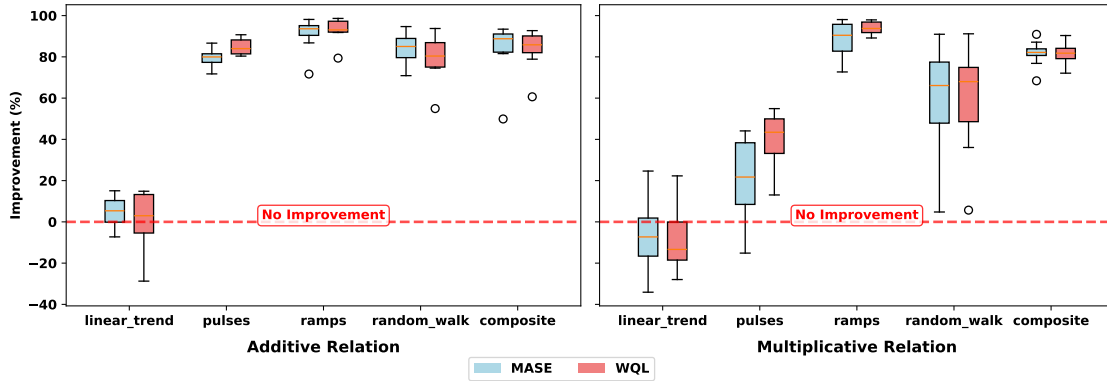 Improvement (%)
100
80
60
40
20
0
−20
−40
No Improvement
No Improvement
linear_trend pulses ramps random_walk composite
linear_trend pulses ramps random_walk composite
Additive Relation
Multiplicative Relation
MASE WQL